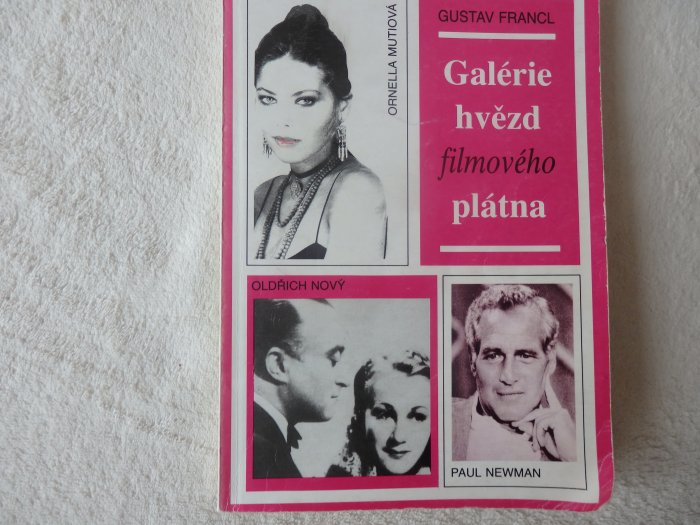 GUSTAV FRANCL
Galérie
hvězd
filmového
plátna
ORNELLA MUTIOVÁ
OLDŘICH NOVÝ
PAUL NEWMAN